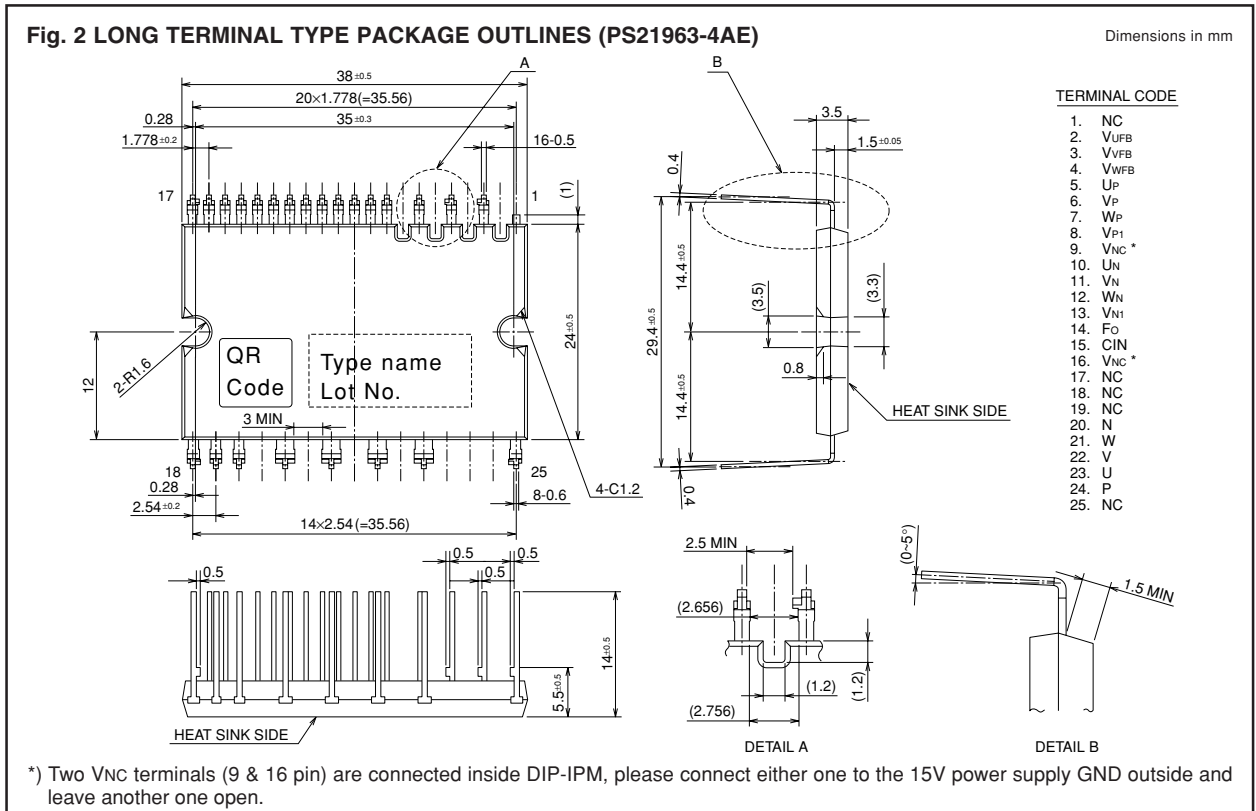 Fig. 2 LONG TERMINAL TYPE PACKAGE OUTLINES (PS21963-4AE)
Dimensions in mm
A
B
38 ±0.5
20×1.778(=35.56)
35 ±0.3
0.28
1.778 ±0.2
16-0.5
17
1
(1)
24±0.5
12
2-R1.6
QR
Code
Type name
Lot No.
3 MIN
18
25
0.28
2.54±0.2
14×2.54(=35.56)
8-0.6
4-C1.2
3.5
1.5±0.05
0.4
14.4±0.5
29.4±0.5
14.4±0.5
(3.5)
(3.3)
0.8
0.4
HEAT SINK SIDE
TERMINAL CODE
1. NC
2. VUFB
3. VVFB
4. VWFB
5. UP
6. VP
7. WP
8. VP1
9. VNC *
10. UN
11. VN
12. WN
13. VN1
14. FO
15. CIN
16. VNC *
17. NC
18. NC
19. NC
20. N
21. W
22. V
23. U
24. P
25. NC
0.5
0.5
0.5
0.5
14±0.5
5.5±0.5
HEAT SINK SIDE
2.5 MIN
(2.656)
(1.2)
(1.2)
(2.756)
DETAIL A
(0~5°)
1.5 MIN
DETAIL B
*) Two VNC terminals (9 & 16 pin) are connected inside DIP-IPM, please connect either one to the 15V power supply GND outside and
leave another one open.